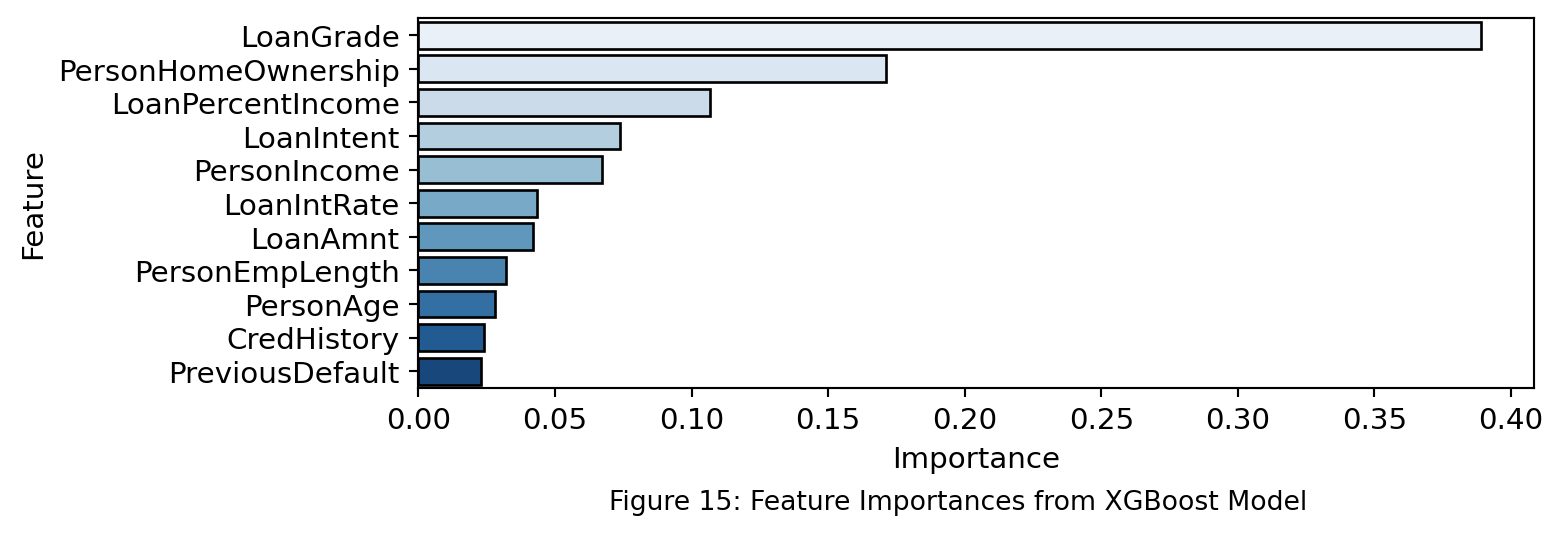 LoanGrade
PersonHomeOwnership
LoanPercentIncome
LoanIntent
PersonIncome
LoanIntRate
LoanAmnt
PersonEmpLength
PersonAge
CredHistory
PreviousDefault
Feature
0.00 0.05 0.10 0.15 0.20 0.25 0.30 0.35 0.40
Importance
Figure 15: Feature Importances from XGBoost Model